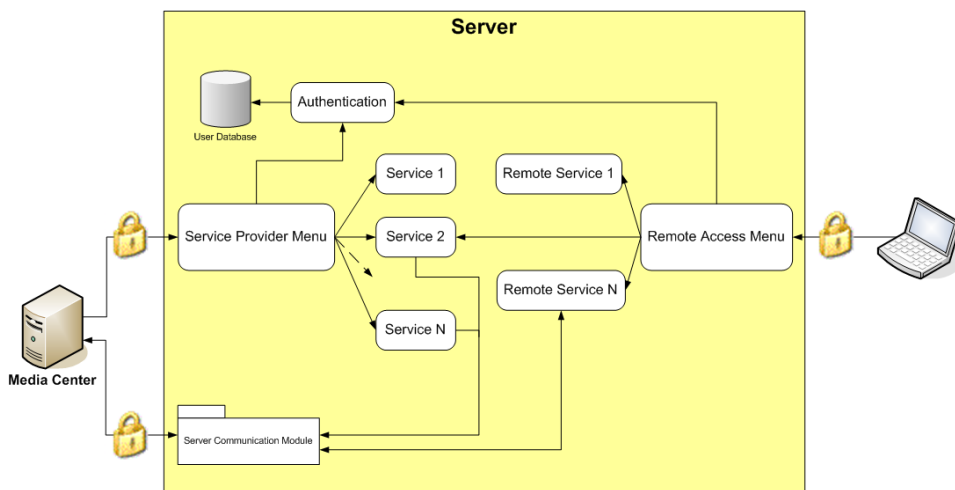 Server
Authentication
User Database
Service 1
Remote Service 1
Service Provider Menu
Service 2
Remote Access Menu
Remote Service N
Service N
Media Center
Server Communication Module